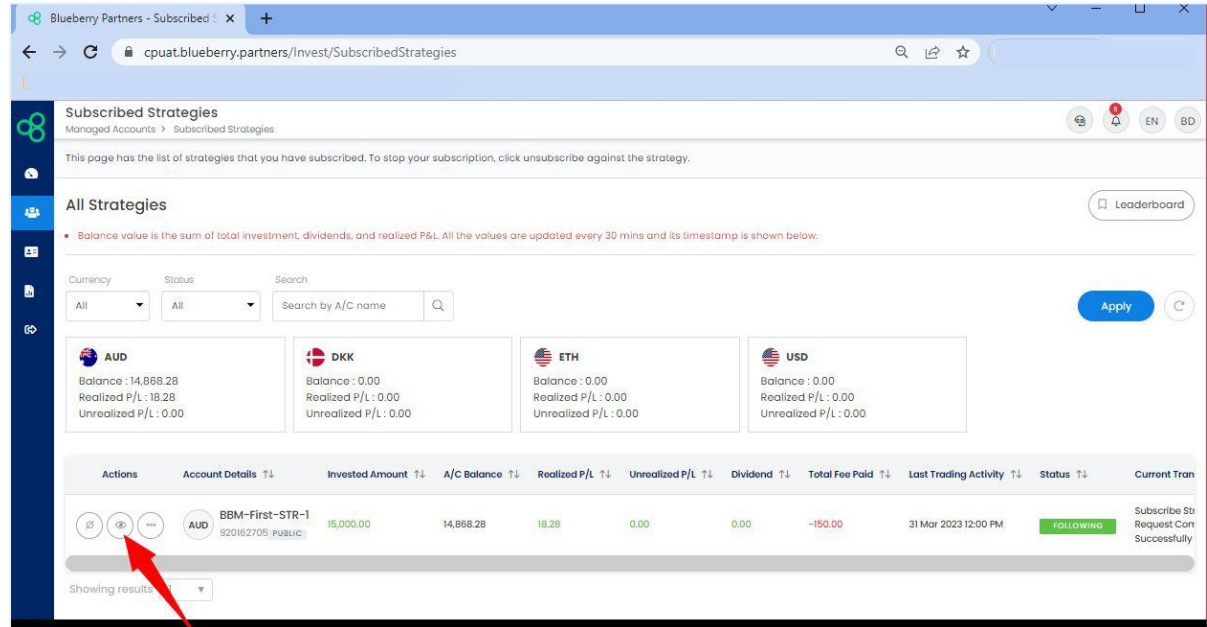 Blueberry Partners - Subscribed S
cpuat.blueberry.partners/Invest/SubscribedStrategies
Subscribed Strategies
Managed Accounts > Subscribed Strategies
EN BD
This page has the list of strategies that you have subscribed. To stop your subscription, click unsubscribe against the strategy.
All Strategies
Leaderboard
• Balance value is the sum of total investment, dividends, and realized P&L. All the values are updated every 30 mins and its timestamp is shown below.
Currency Status Search
All All Search by A/C name
Apply
AUD
Balance : 14,868.28
Realized P/L : 18.28
Unrealized P/L : 0.00
DKK
Balance : 0.00
Realized P/L : 0.00
Unrealized P/L : 0.00
ETH
Balance : 0.00
Realized P/L : 0.00
Unrealized P/L : 0.00
USD
Balance : 0.00
Realized P/L : 0.00
Unrealized P/L : 0.00
Actions Account Details Invested Amount A/C Balance Realized P/L Unrealized P/L Dividend Total Fee Paid Last Trading Activity Status Current Tran
AUD
BBM-First-STR-1
920162705 PUBLIC
15,000.00 14,868.28 18.28 0.00 0.00 -150.00 31 Mar 2023 12:00 PM FOLLOWING
Subscribe Str
Request Com
Successfully
Showing results